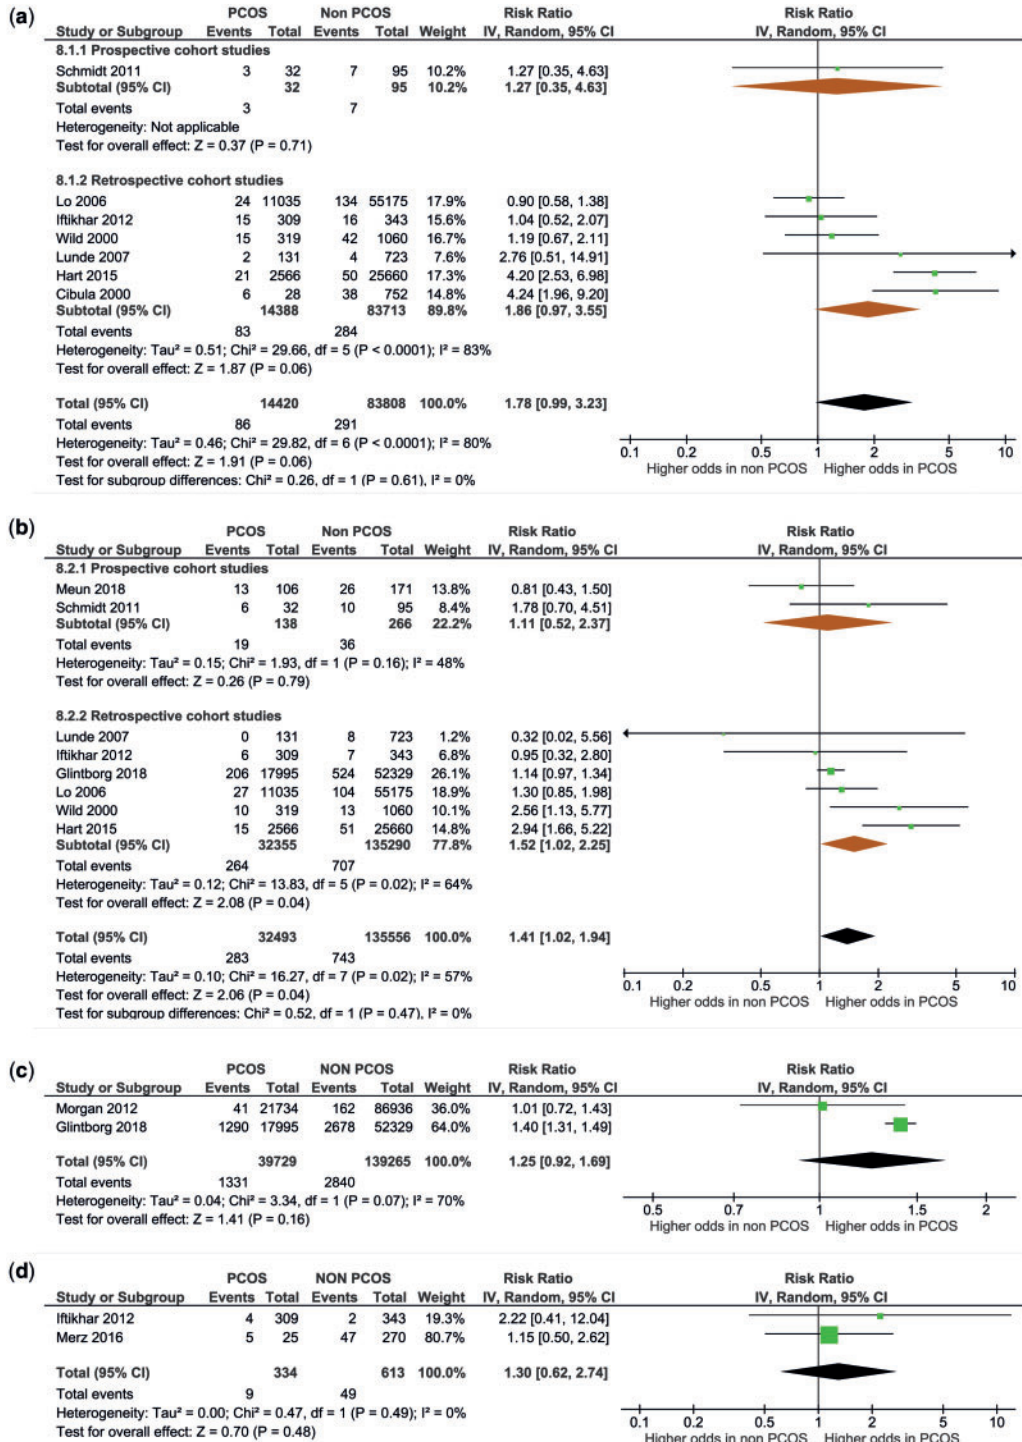 (a) PCOS Non PCOS Risk Ratio Risk Ratio
Study or Subgroup Events Total Events Total Weight IV, Random, 95% CI IV, Random, 95% CI
8.1.1 Prospective cohort studies
Schmidt 2011 3 32 7 95 10.2% 1.27 [0.35, 4.63]
Subtotal (95% CI) 32 95 10.2% 1.27 [0.35, 4.63]
Total events 3 7
Heterogeneity: Not applicable
Test for overall effect: Z = 0.37 (P = 0.71)
8.1.2 Retrospective cohort studies
Lo 2006 24 11035 134 55175 17.9% 0.90 [0.58, 1.38]
Iftikhar 2012 15 309 16 343 15.6% 1.04 [0.52, 2.07]
Wild 2000 15 319 42 1060 16.7% 1.19 [0.67, 2.11]
Lunde 2007 2 131 4 723 7.6% 2.76 [0.51, 14.91]
Hart 2015 21 2566 50 25660 17.3% 4.20 [2.53, 6.98]
Cibula 2000 6 28 38 752 14.8% 4.24 [1.96, 9.20]
Subtotal (95% CI) 14388 83713 89.8% 1.86 [0.97, 3.55]
Total events 83 284
Heterogeneity: Tau² = 0.51; Chi² = 29.66, df = 5 (P < 0.0001); I² = 83%
Test for overall effect: Z = 1.87 (P = 0.06)
Total (95% CI) 14420 83808 100.0% 1.78 [0.99, 3.23]
Total events 86 291
Heterogeneity: Tau² = 0.46; Chi² = 29.82, df = 6 (P < 0.0001); I² = 80%
Test for overall effect: Z = 1.91 (P = 0.06)
Test for subgroup differences: Chi² = 0.26, df = 1 (P = 0.61), I² = 0%
0.1 0.2 0.5 1 2 5 10
Higher odds in non PCOS Higher odds in PCOS
(b) PCOS Non PCOS Risk Ratio Risk Ratio
Study or Subgroup Events Total Events Total Weight IV, Random, 95% CI IV, Random, 95% CI
8.2.1 Prospective cohort studies
Meun 2018 13 106 26 171 13.8% 0.81 [0.43, 1.50]
Schmidt 2011 6 32 10 95 8.4% 1.78 [0.70, 4.51]
Subtotal (95% CI) 138 266 22.2% 1.11 [0.52, 2.37]
Total events 19 36
Heterogeneity: Tau² = 0.15; Chi² = 1.93, df = 1 (P = 0.16); I² = 48%
Test for overall effect: Z = 0.26 (P = 0.79)
8.2.2 Retrospective cohort studies
Lunde 2007 0 131 8 723 1.2% 0.32 [0.02, 5.56]
Iftikhar 2012 6 309 7 343 6.8% 0.95 [0.32, 2.80]
Glintborg 2018 206 17995 524 52329 26.1% 1.14 [0.97, 1.34]
Lo 2006 27 11035 104 55175 18.9% 1.30 [0.85, 1.98]
Wild 2000 10 319 13 1060 10.1% 2.56 [1.13, 5.77]
Hart 2015 15 2566 51 25660 14.8% 2.94 [1.66, 5.22]
Subtotal (95% CI) 32355 135290 77.8% 1.52 [1.02, 2.25]
Total events 264 707
Heterogeneity: Tau² = 0.12; Chi² = 13.83, df = 5 (P = 0.02); I² = 64%
Test for overall effect: Z = 2.08 (P = 0.04)
Total (95% CI) 32493 135556 100.0% 1.41 [1.02, 1.94]
Total events 283 743
Heterogeneity: Tau² = 0.10; Chi² = 16.27, df = 7 (P = 0.02); I² = 57%
Test for overall effect: Z = 2.06 (P = 0.04)
Test for subgroup differences: Chi² = 0.52, df = 1 (P = 0.47), I² = 0%
0.1 0.2 0.5 1 2 5 10
Higher odds in non PCOS Higher odds in PCOS
(c) PCOS NON PCOS Risk Ratio Risk Ratio
Study or Subgroup Events Total Events Total Weight IV, Random, 95% CI IV, Random, 95% CI
Morgan 2012 41 21734 162 86936 36.0% 1.01 [0.72, 1.43]
Glintborg 2018 1290 17995 2678 52329 64.0% 1.40 [1.31, 1.49]
Total (95% CI) 39729 139265 100.0% 1.25 [0.92, 1.69]
Total events 1331 2840
Heterogeneity: Tau² = 0.04; Chi² = 3.34, df = 1 (P = 0.07); I² = 70%
Test for overall effect: Z = 1.41 (P = 0.16)
0.5 0.7 1 1.5 2
Higher odds in non PCOS Higher odds in PCOS
(d) PCOS NON PCOS Risk Ratio Risk Ratio
Study or Subgroup Events Total Events Total Weight IV, Random, 95% CI IV, Random, 95% CI
Iftikhar 2012 4 309 2 343 19.3% 2.22 [0.41, 12.04]
Merz 2016 5 25 47 270 80.7% 1.15 [0.50, 2.62]
Total (95% CI) 334 613 100.0% 1.30 [0.62, 2.74]
Total events 9 49
Heterogeneity: Tau² = 0.00; Chi² = 0.47, df = 1 (P = 0.49); I² = 0%
Test for overall effect: Z = 0.70 (P = 0.48)
0.1 0.2 0.5 1 2 5 10
Higher odds in non PCOS Higher odds in PCOS